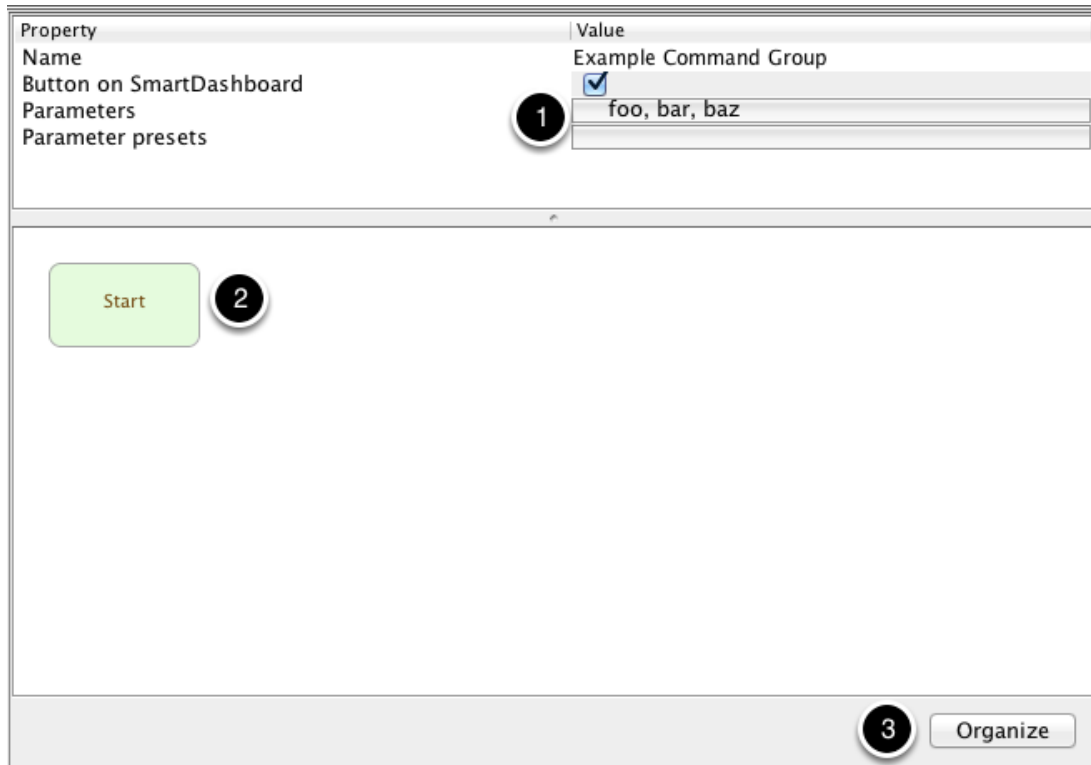 Property Value
Name Example Command Group
Button on SmartDashboard
Parameters 1 foo, bar, baz
Parameter presets
Start 2
3 Organize